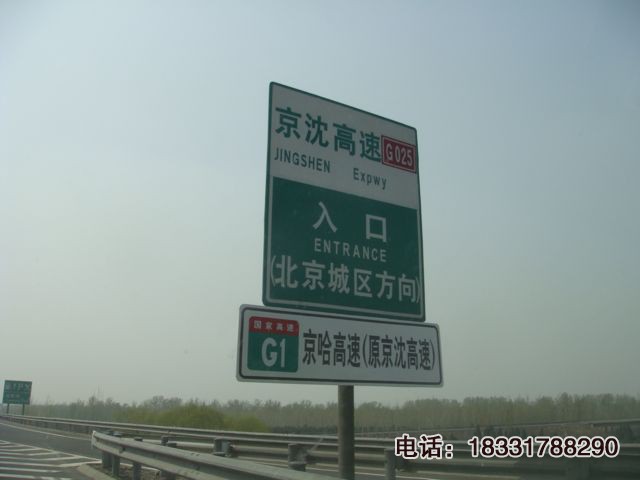 京沈高速 G025
JINGSHEN Expwy
入口
ENTRANCE
(北京城区方向)
国家高速
G1 京哈高速(原京沈高速)
电话：18331788290